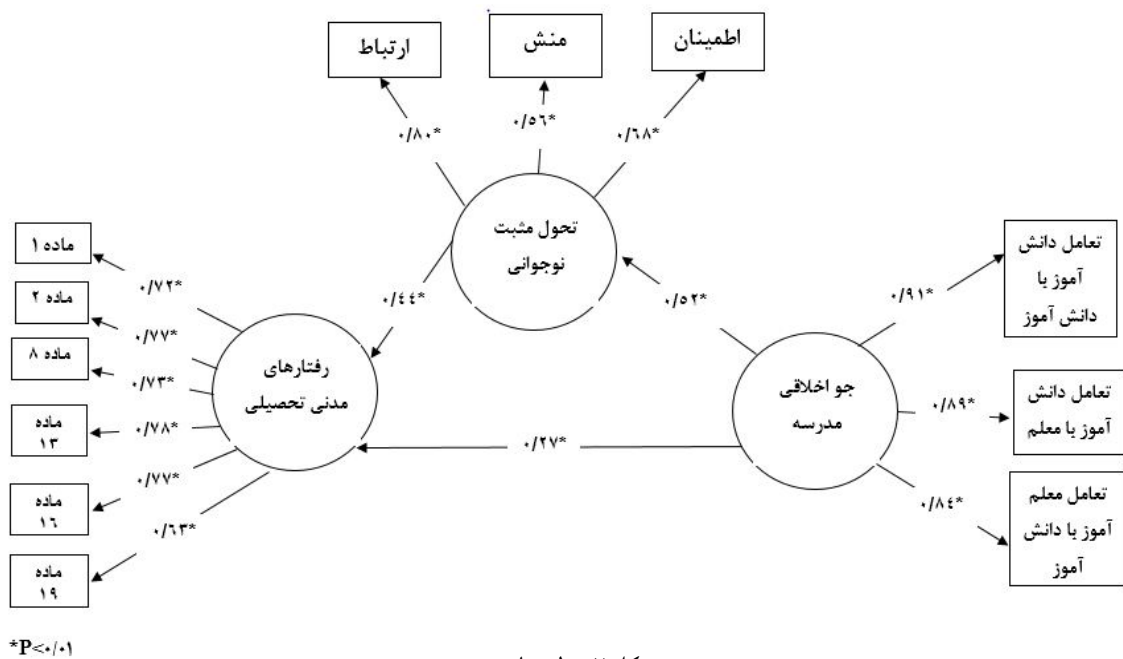 ارتباط
منش
اطمینان
۰/۸۰*
۰/۵۶*
۰/۶۸*
تحول مثبت
نوجوانی
ماده ۱
ماده ۲
ماده ۸
ماده
۱۳
ماده
۱۶
ماده
۱۹
۰/۷۲*
۰/۷۷*
۰/۷۳*
۰/۷۸*
۰/۷۷*
۰/۶۳*
رفتارهای
مدنی تحصیلی
۰/۴۴*
۰/۵۲*
۰/۲۷*
جو اخلاقی
مدرسه
۰/۹۱*
۰/۸۹*
۰/۸٤*
تعامل دانش
آموز با
دانش آموز
تعامل دانش
آموز با معلم
تعامل معلم
آموز با دانش
آموز
*P<۰/۰۱